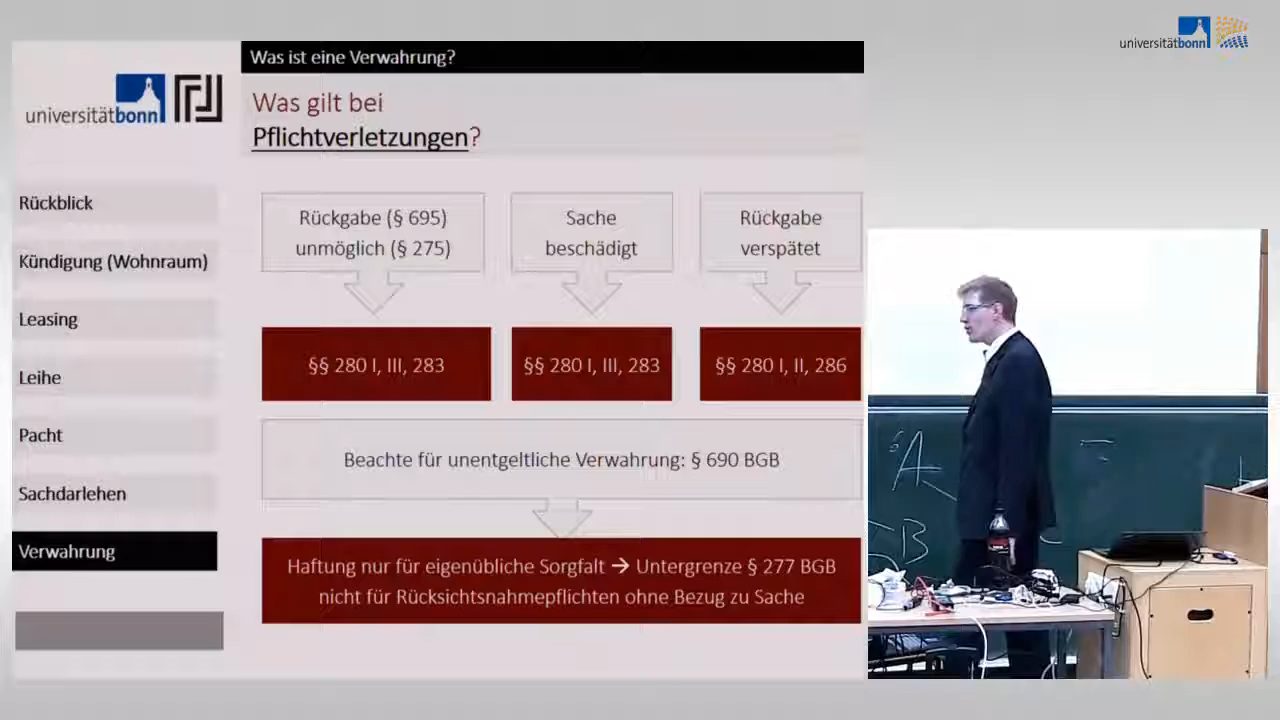 universitätbonn
Was ist eine Verwahrung?
universitätbonn
Was gilt bei
Pflichtverletzungen?
Rückblick
Kündigung (Wohnraum)
Leasing
Leihe
Pacht
Sachdarlehen
Verwahrung
Rückgabe (§ 695)
unmöglich (§ 275)
Sache
beschädigt
Rückgabe
verspätet
§§ 280 I, III, 283
§§ 280 I, III, 283
§§ 280 I, II, 286
Beachte für unentgeltliche Verwahrung: § 690 BGB
Haftung nur für eigenübliche Sorgfalt → Untergrenze § 277 BGB
nicht für Rücksichtsnahmepflichten ohne Bezug zu Sache
A
B